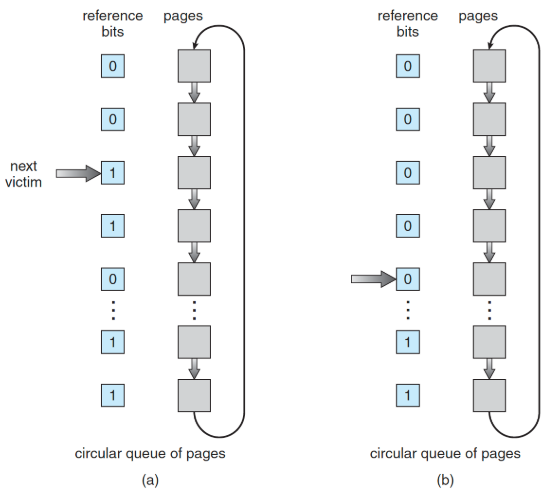 reference pages
bits
0
0
next
victim
1
1
0
1
1
circular queue of pages
(a)
reference pages
bits
0
0
0
0
0
1
1
circular queue of pages
(b)